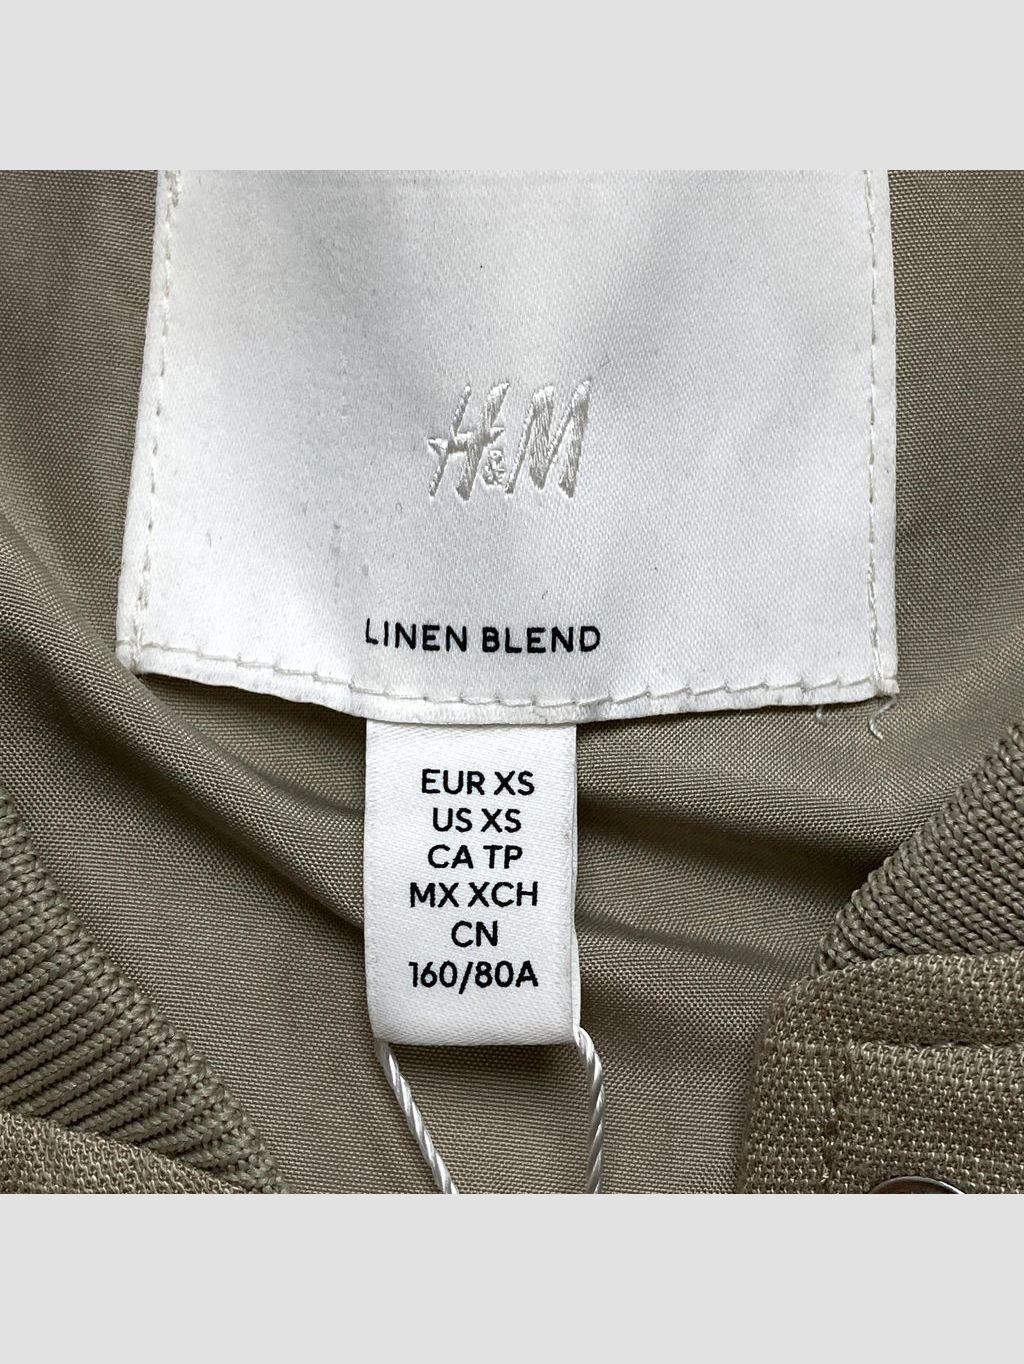 H&M
LINEN BLEND
EUR XS
US XS
CA TP
MX XCH
CN
160/80A